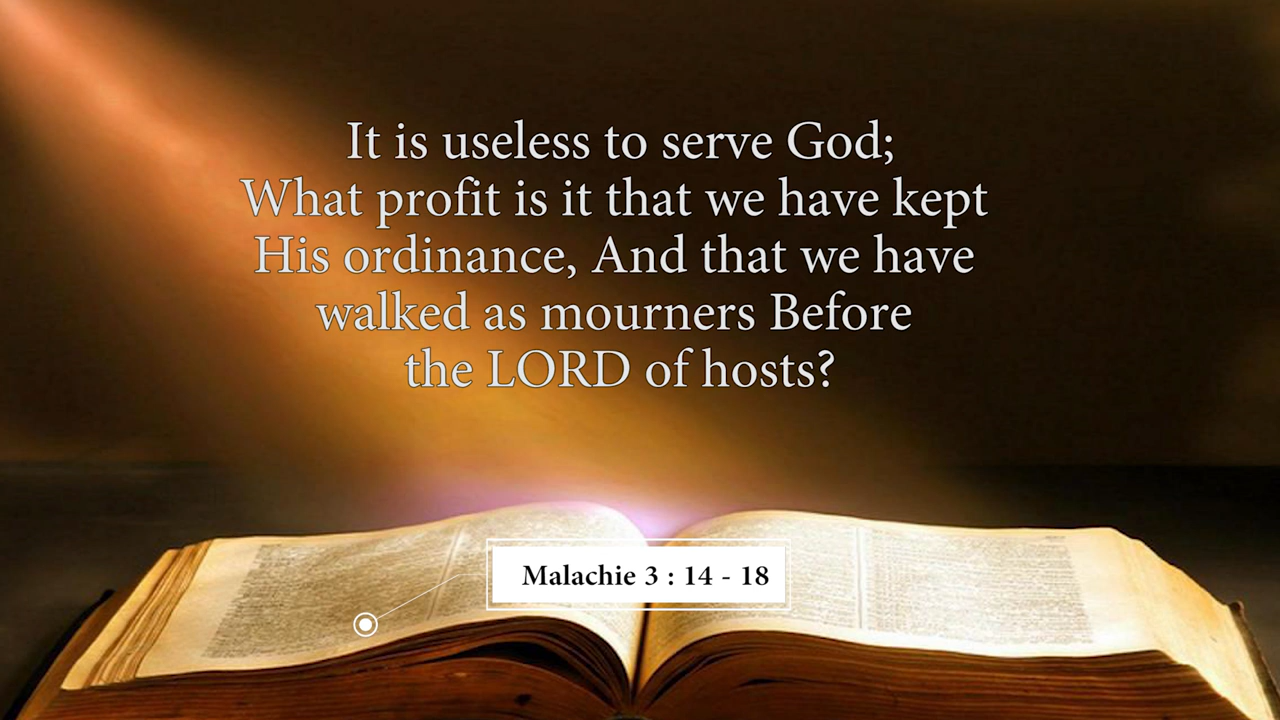 It is useless to serve God;
What profit is it that we have kept
His ordinance, And that we have
walked as mourners Before
the LORD of hosts?
Malachie 3 : 14 - 18